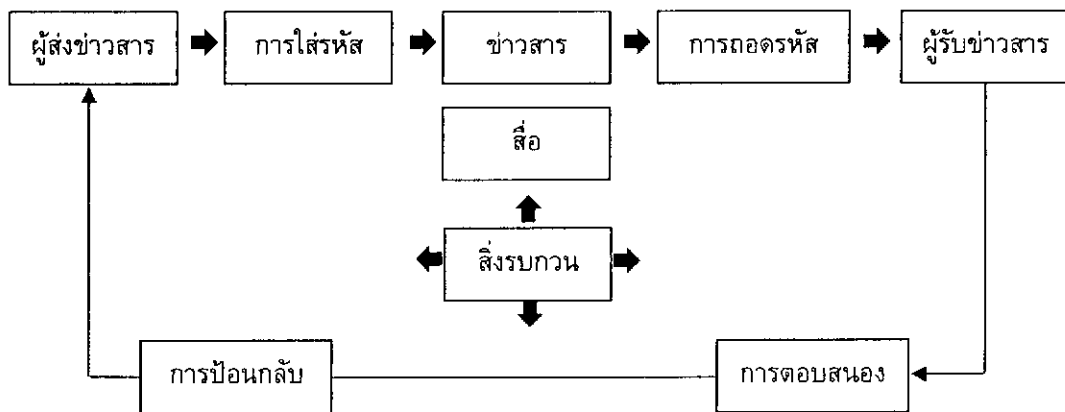 ผู้ส่งข่าวสาร
การใส่รหัส
ข่าวสาร
การถอดรหัส
ผู้รับข่าวสาร
สื่อ
สิ่งรบกวน
การป้อนกลับ
การตอบสนอง